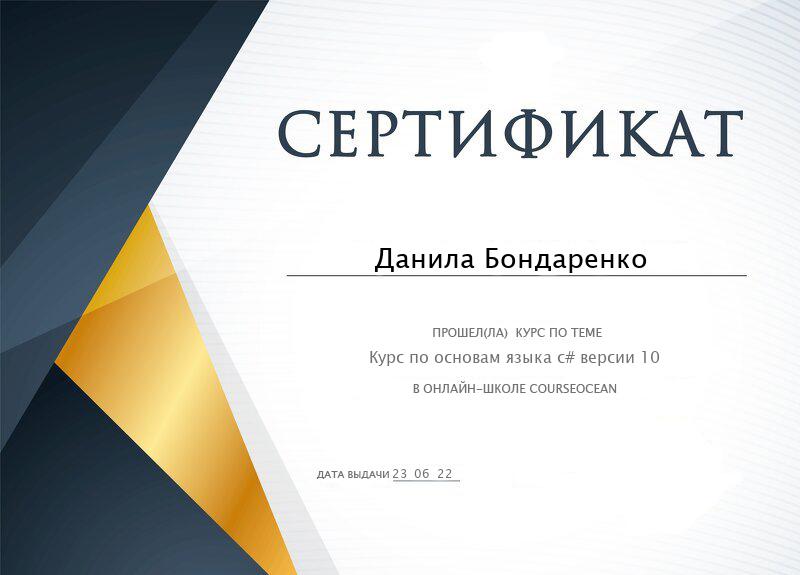 СЕРТИФИКАТ
Данила Бондаренко
ПРОШЕЛ(ЛА) КУРС ПО ТЕМЕ
Курс по основам языка c# версии 10
В ОНЛАЙН-ШКОЛЕ COURSEOCEAN
ДАТА ВЫДАЧИ 23 06 22